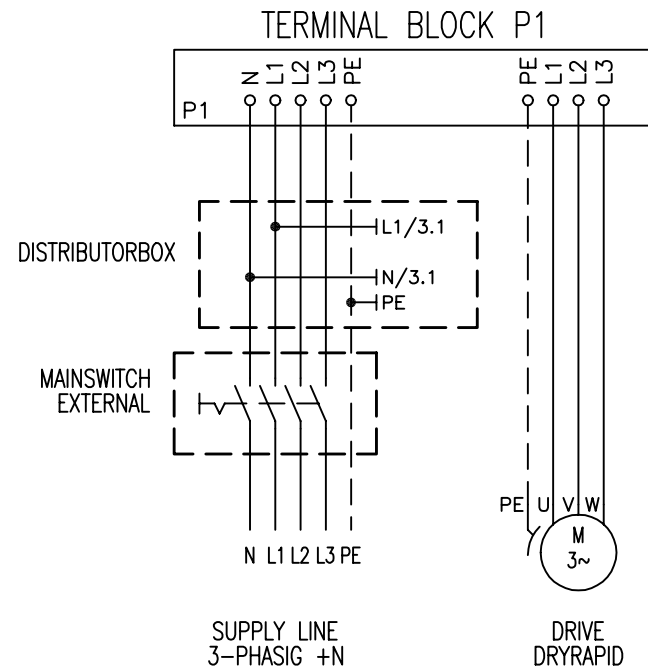 TERMINAL BLOCK P1
N L1 L2 L3 PE
PE L1 L2 L3
P1
L1/3.1
DISTRIBUTORBOX
N/3.1
PE
MAINSWITCH
EXTERNAL
PE U V W
M
3~
N L1 L2 L3 PE
SUPPLY LINE
3-PHASIG +N
DRIVE
DRYRAPID